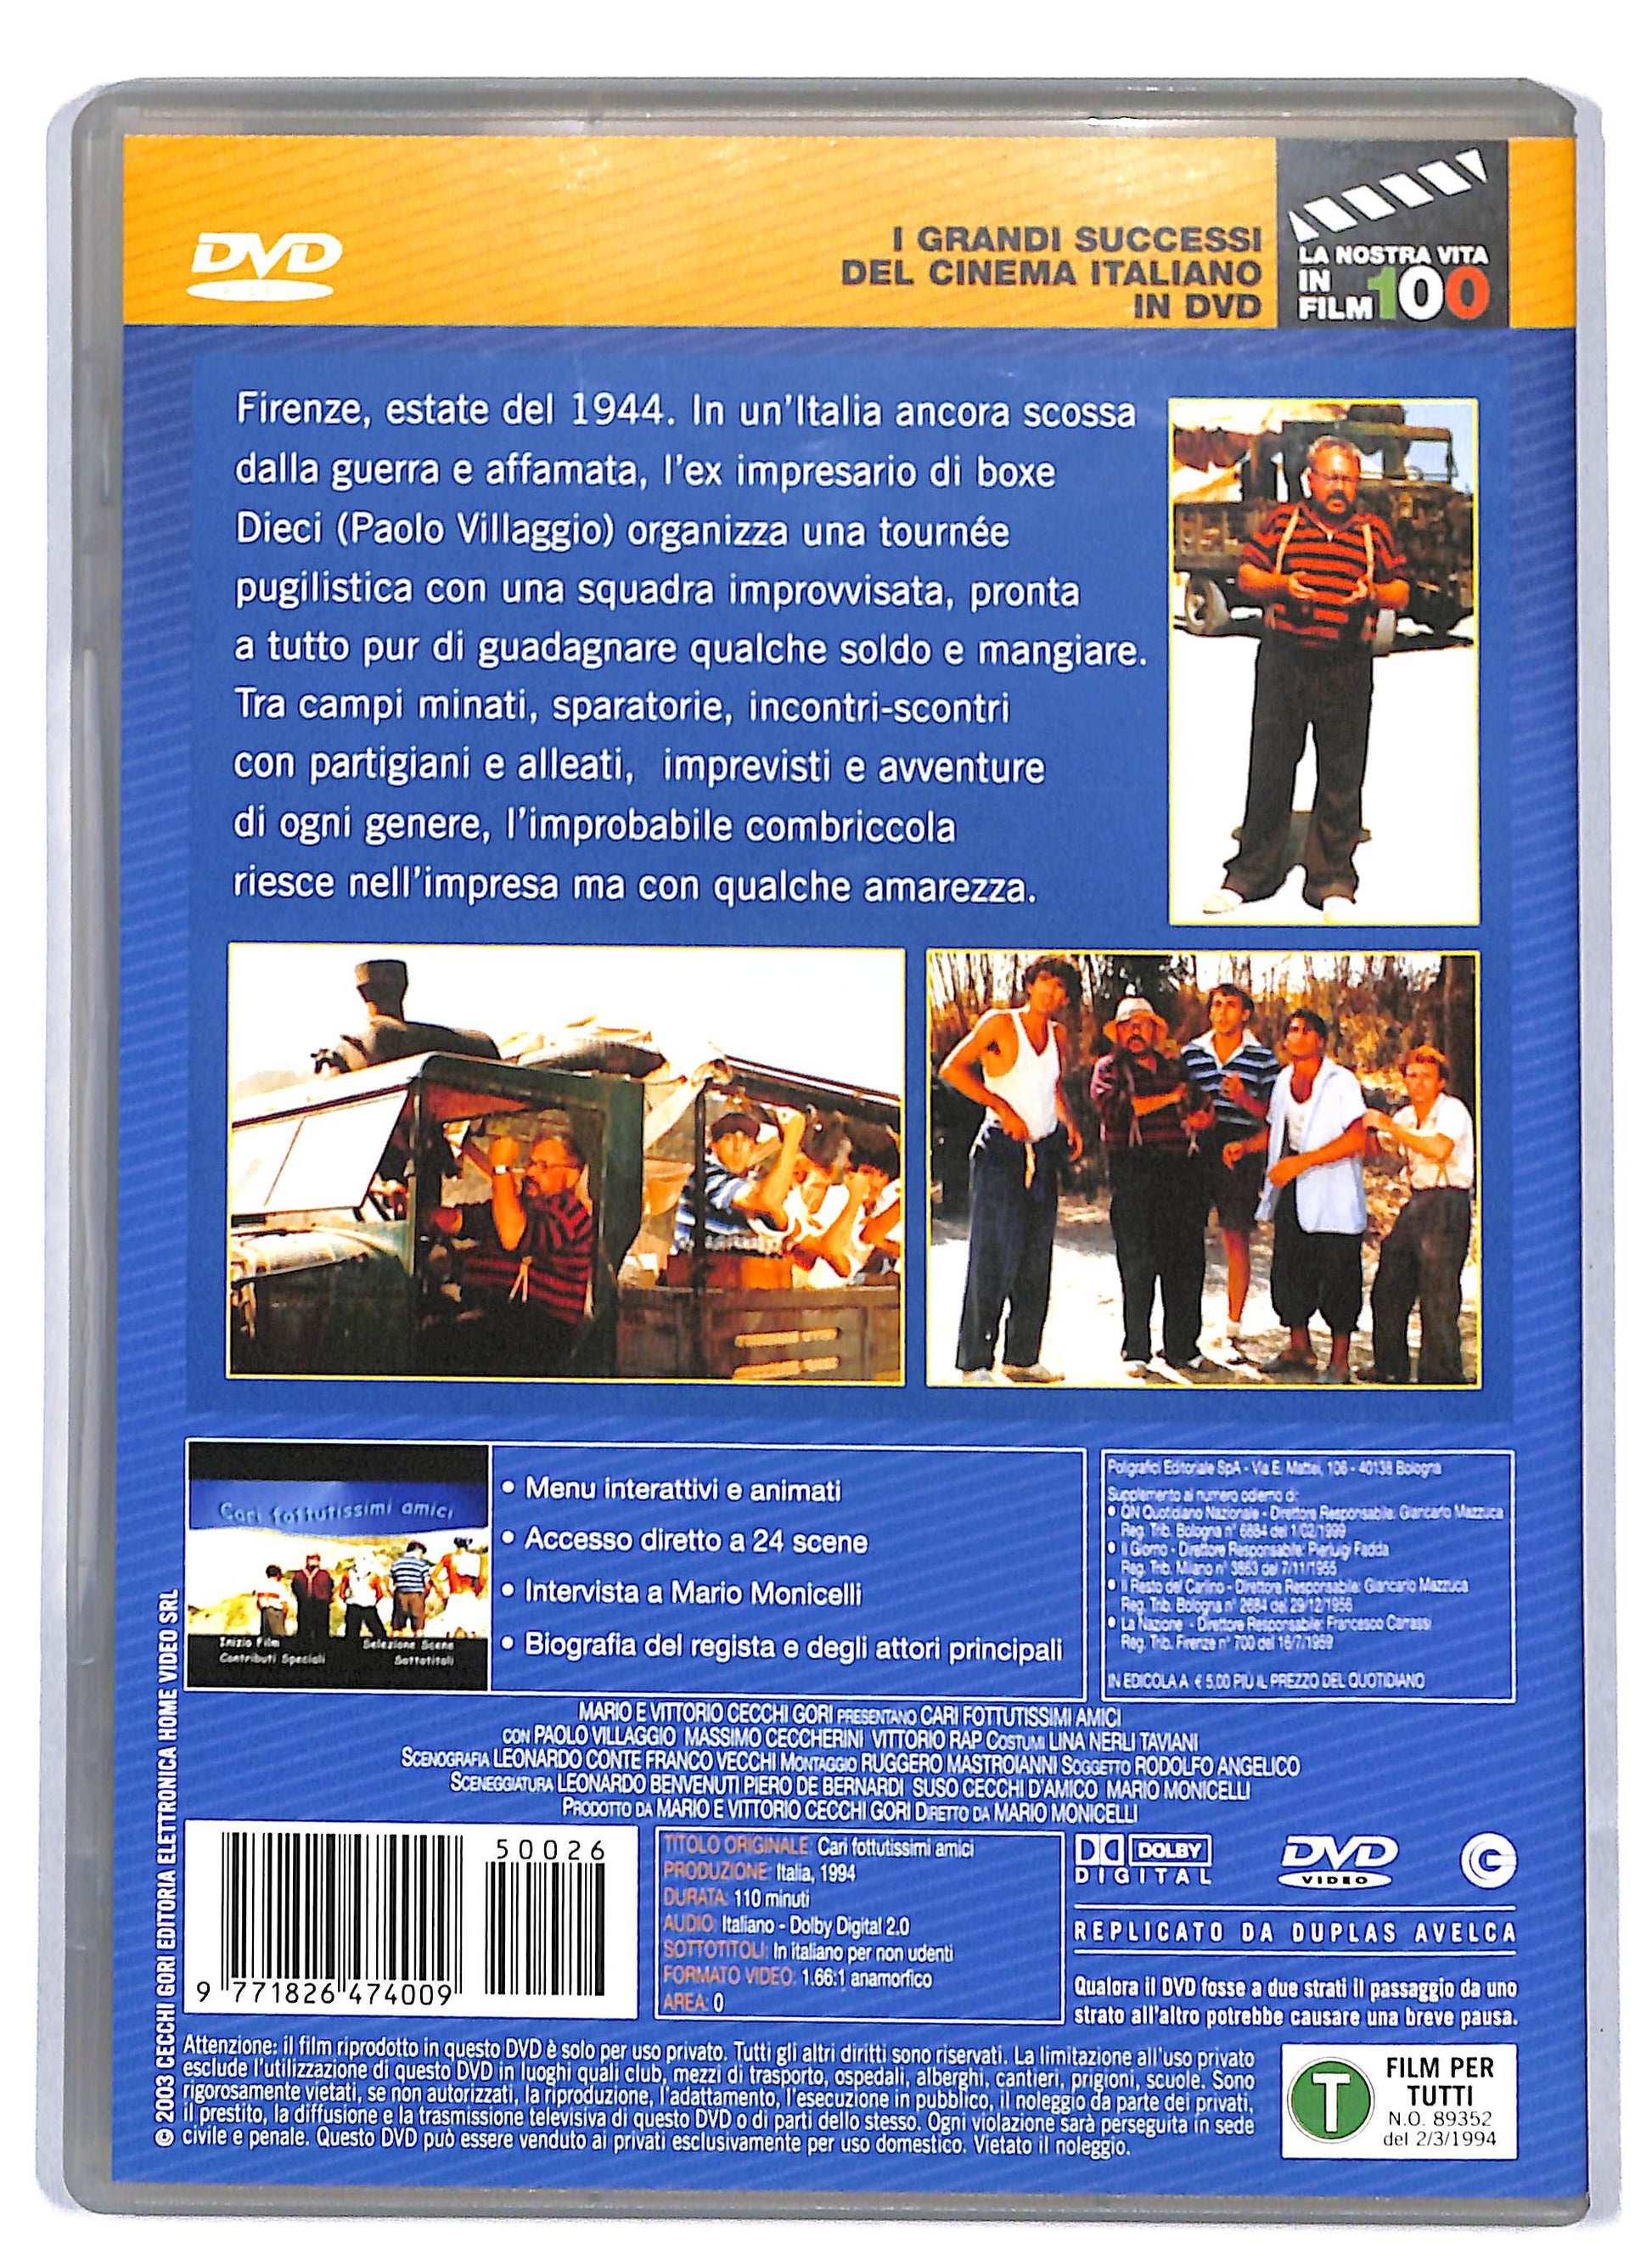 DVD
I GRANDI SUCCESSI
DEL CINEMA ITALIANO
IN DVD
LA NOSTRA VITA
IN
FILM 100
Firenze, estate del 1944. In un'Italia ancora scossa
dalla guerra e affamata, l'ex impresario di boxe
Dieci (Paolo Villaggio) organizza una tournée
pugilistica con una squadra improvvisata, pronta
a tutto pur di guadagnare qualche soldo e mangiare.
Tra campi minati, sparatorie, incontri-scontri
con partigiani e alleati, imprevisti e avventure
di ogni genere, l'improbabile combriccola
riesce nell'impresa ma con qualche amarezza.
Cari fottutissimi amici
Inizio Film
Selezione Scene
Contributi Speciali
Sottotitoli
• Menu interattivi e animati
• Accesso diretto a 24 scene
• Intervista a Mario Monicelli
• Biografia del regista e degli attori principali
Poligrafici Editoriale SpA - Via E. Mattei, 106 - 40138 Bologna
Supplemento al numero odierno di:
• QN Quotidiano Nazionale - Direttore Responsabile: Giancarlo Mazzuca
Reg. Trib. Bologna n° 6884 del 1/02/1999
• Il Giorno - Direttore Responsabile: Pierluigi Fadda
Reg. Trib. Milano n° 3863 del 7/11/1955
• Il Resto del Carlino - Direttore Responsabile: Giancarlo Mazzuca
Reg. Trib. Bologna n° 2684 del 29/12/1956
• La Nazione - Direttore Responsabile: Francesco Carrassi
Reg. Trib. Firenze n° 700 del 16/7/1959
IN EDICOLA A € 5,00 PIÙ IL PREZZO DEL QUOTIDIANO
MARIO E VITTORIO CECCHI GORI PRESENTANO CARI FOTTUTISSIMI AMICI
CON PAOLO VILLAGGIO MASSIMO CECCHERINI VITTORIO RAP COSTUMI LINA NERLI TAVIANI
SCENOGRAFIA LEONARDO CONTE FRANCO VECCHI MONTAGGIO RUGGERO MASTROIANNI SOGGETTO RODOLFO ANGELICO
SCENEGGIATURA LEONARDO BENVENUTI PIERO DE BERNARDI SUSO CECCHI D'AMICO MARIO MONICELLI
PRODOTTO DA MARIO E VITTORIO CECCHI GORI DIRETTO DA MARIO MONICELLI
50026
9 771826 474009
TITOLO ORIGINALE: Cari fottutissimi amici
PRODUZIONE: Italia, 1994
DURATA: 110 minuti
AUDIO: Italiano - Dolby Digital 2.0
SOTTOTITOLI: In italiano per non udenti
FORMATO VIDEO: 1.66:1 anamorfico
AREA: 0
DOLBY
DIGITAL
DVD
VIDEO
REPLICATO DA DUPLAS AVELCA
Qualora il DVD fosse a due strati il passaggio da uno
strato all'altro potrebbe causare una breve pausa.
Attenzione: il film riprodotto in questo DVD è solo per uso privato. Tutti gli altri diritti sono riservati. La limitazione all'uso privato
esclude l'utilizzazione di questo DVD in luoghi quali club, mezzi di trasporto, ospedali, alberghi, cantieri, prigioni, scuole. Sono
rigorosamente vietati, se non autorizzati, la riproduzione, l'adattamento, l'esecuzione in pubblico, il noleggio da parte dei privati,
il prestito, la diffusione e la trasmissione televisiva di questo DVD o di parti dello stesso. Ogni violazione sarà perseguita in sede
civile e penale. Questo DVD può essere venduto ai privati esclusivamente per uso domestico. Vietato il noleggio.
T
FILM PER
TUTTI
N.O. 89352
del 2/3/1994
© 2003 CECCHI GORI EDITORIA ELETTRONICA HOME VIDEO SRL